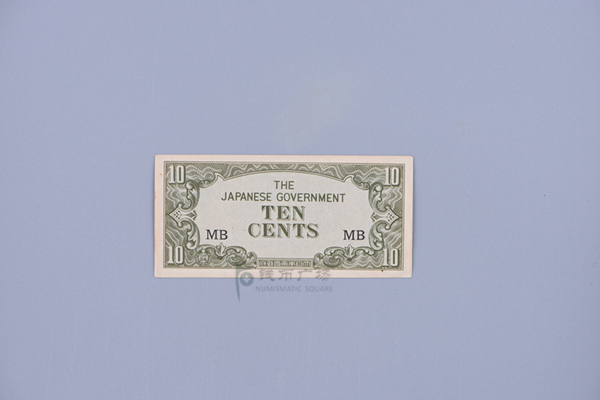 10 10
THE
JAPANESE GOVERNMENT
TEN
CENTS
MB MB
10 10
钱币广场
NUMISMATIC SQUARE